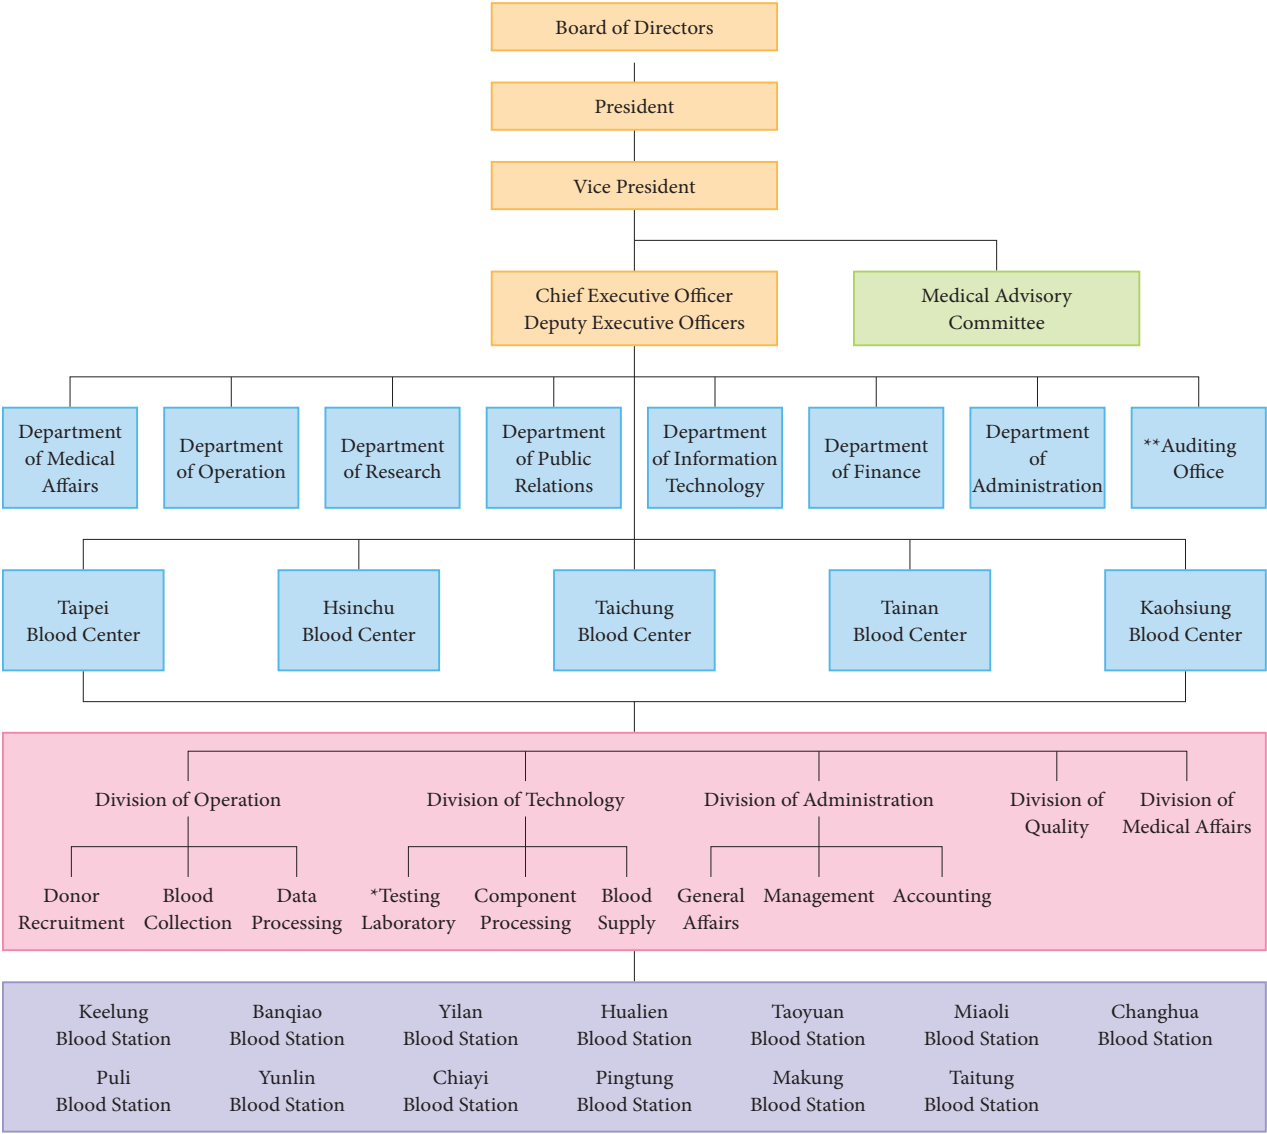 Board of Directors
President
Vice President
Chief Executive Officer
Deputy Executive Officers
Medical Advisory
Committee
Department
of Medical
Affairs
Department
of Operation
Department
of Research
Department
of Public
Relations
Department
of Information
Technology
Department
of Finance
Department
of
Administration
**Auditing
Office
Taipei
Blood Center
Hsinchu
Blood Center
Taichung
Blood Center
Tainan
Blood Center
Kaohsiung
Blood Center
Division of Operation
Division of Technology
Division of Administration
Division of
Quality
Division of
Medical Affairs
Donor
Recruitment
Blood
Collection
Data
Processing
*Testing
Laboratory
Component
Processing
Blood
Supply
General
Affairs
Management
Accounting
Keelung
Blood Station
Banqiao
Blood Station
Yilan
Blood Station
Hualien
Blood Station
Taoyuan
Blood Station
Miaoli
Blood Station
Changhua
Blood Station
Puli
Blood Station
Yunlin
Blood Station
Chiayi
Blood Station
Pingtung
Blood Station
Makung
Blood Station
Taitung
Blood Station